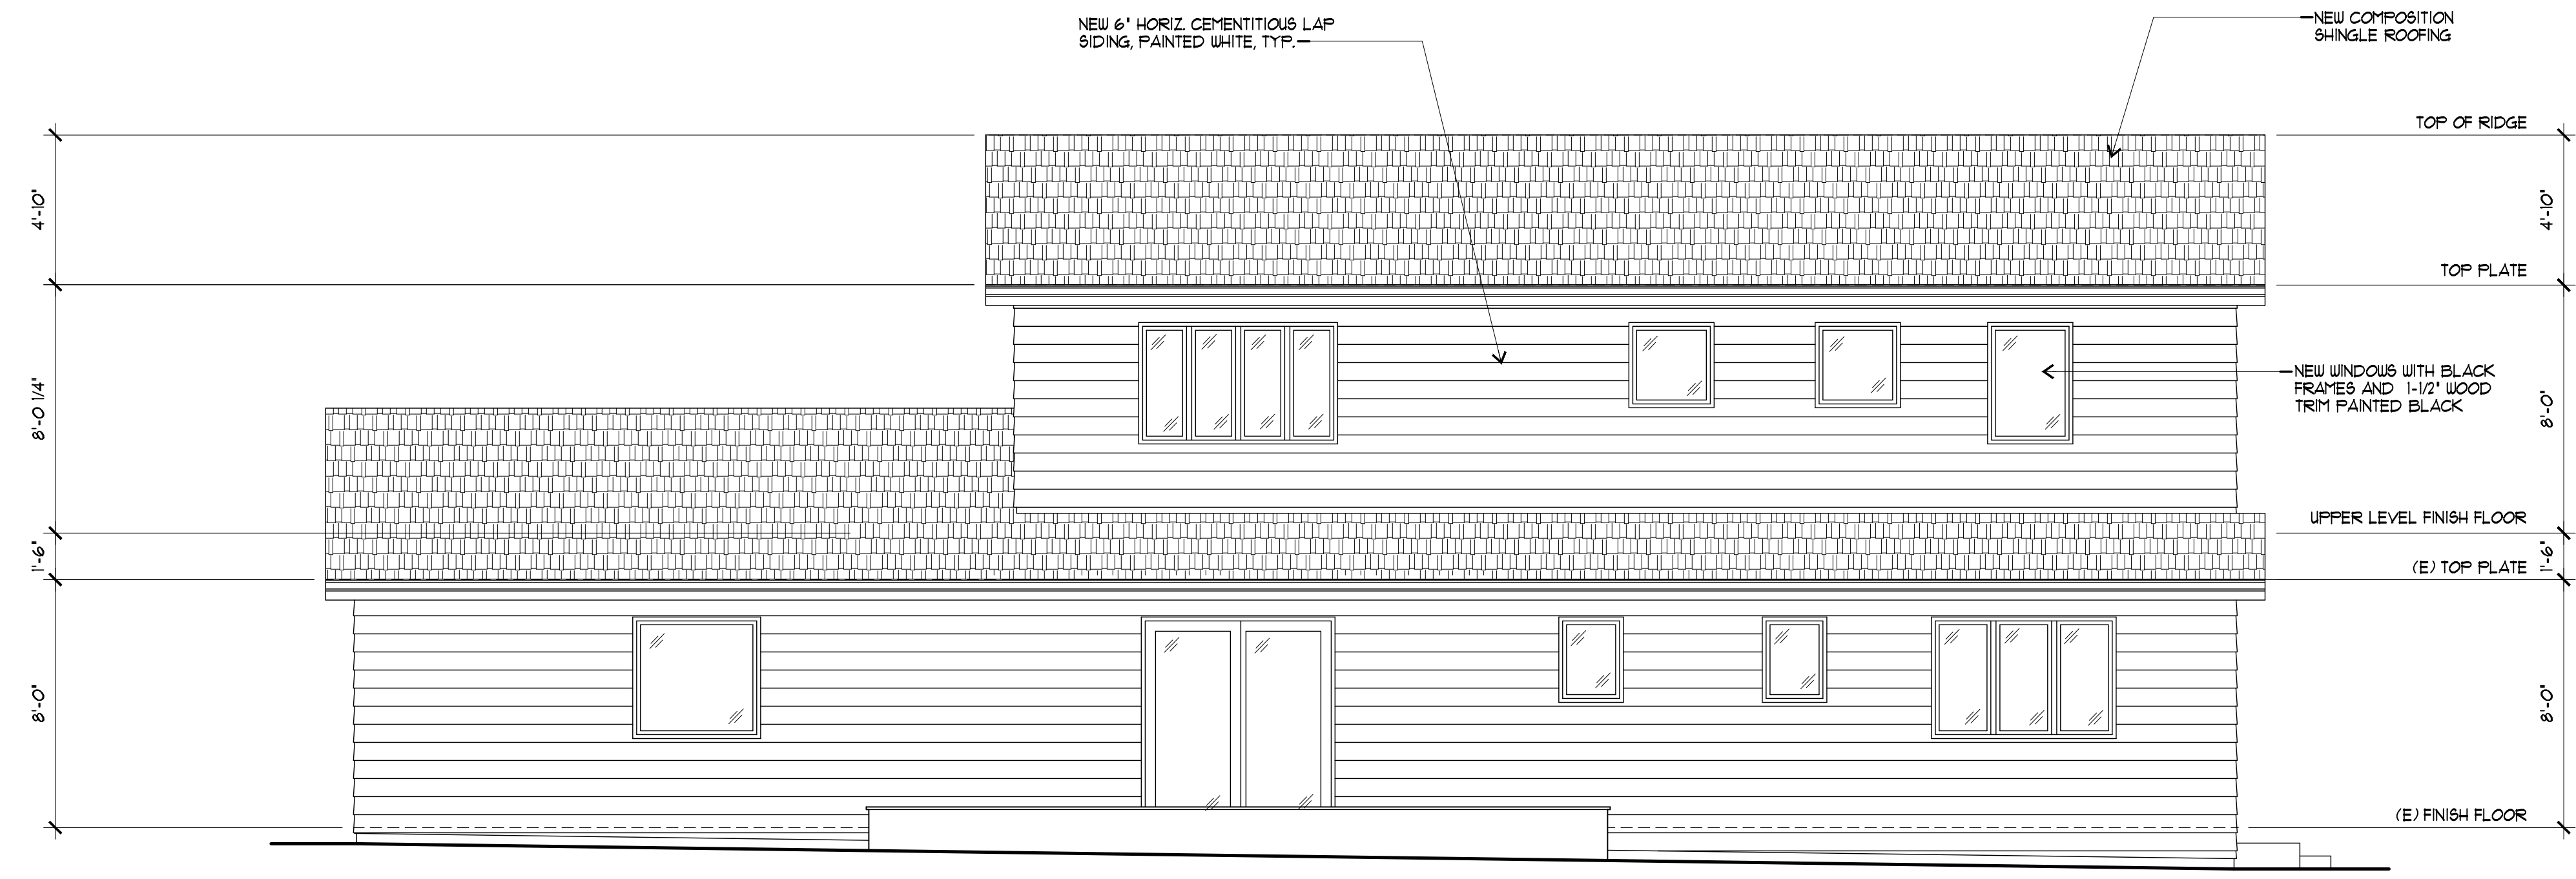 NEW 6" HORIZ. CEMENTITIOUS LAP
SIDING, PAINTED WHITE, TYP.
NEW COMPOSITION
SHINGLE ROOFING
TOP OF RIDGE
4'-10"
4'-10"
TOP PLATE
8'-0 1/4"
NEW WINDOWS WITH BLACK
FRAMES AND 1-1/2" WOOD
TRIM PAINTED BLACK
8'-0"
UPPER LEVEL FINISH FLOOR
1'-6"
1'-6"
(E) TOP PLATE
8'-0"
8'-0"
(E) FINISH FLOOR